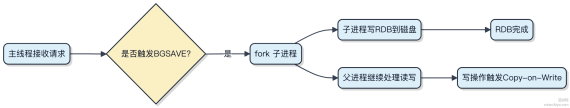 主线程接收请求
是否触发BGSAVE?
是
fork 子进程
子进程写RDB到磁盘
RDB完成
父进程继续处理读写
写操作触发Copy-on-Write